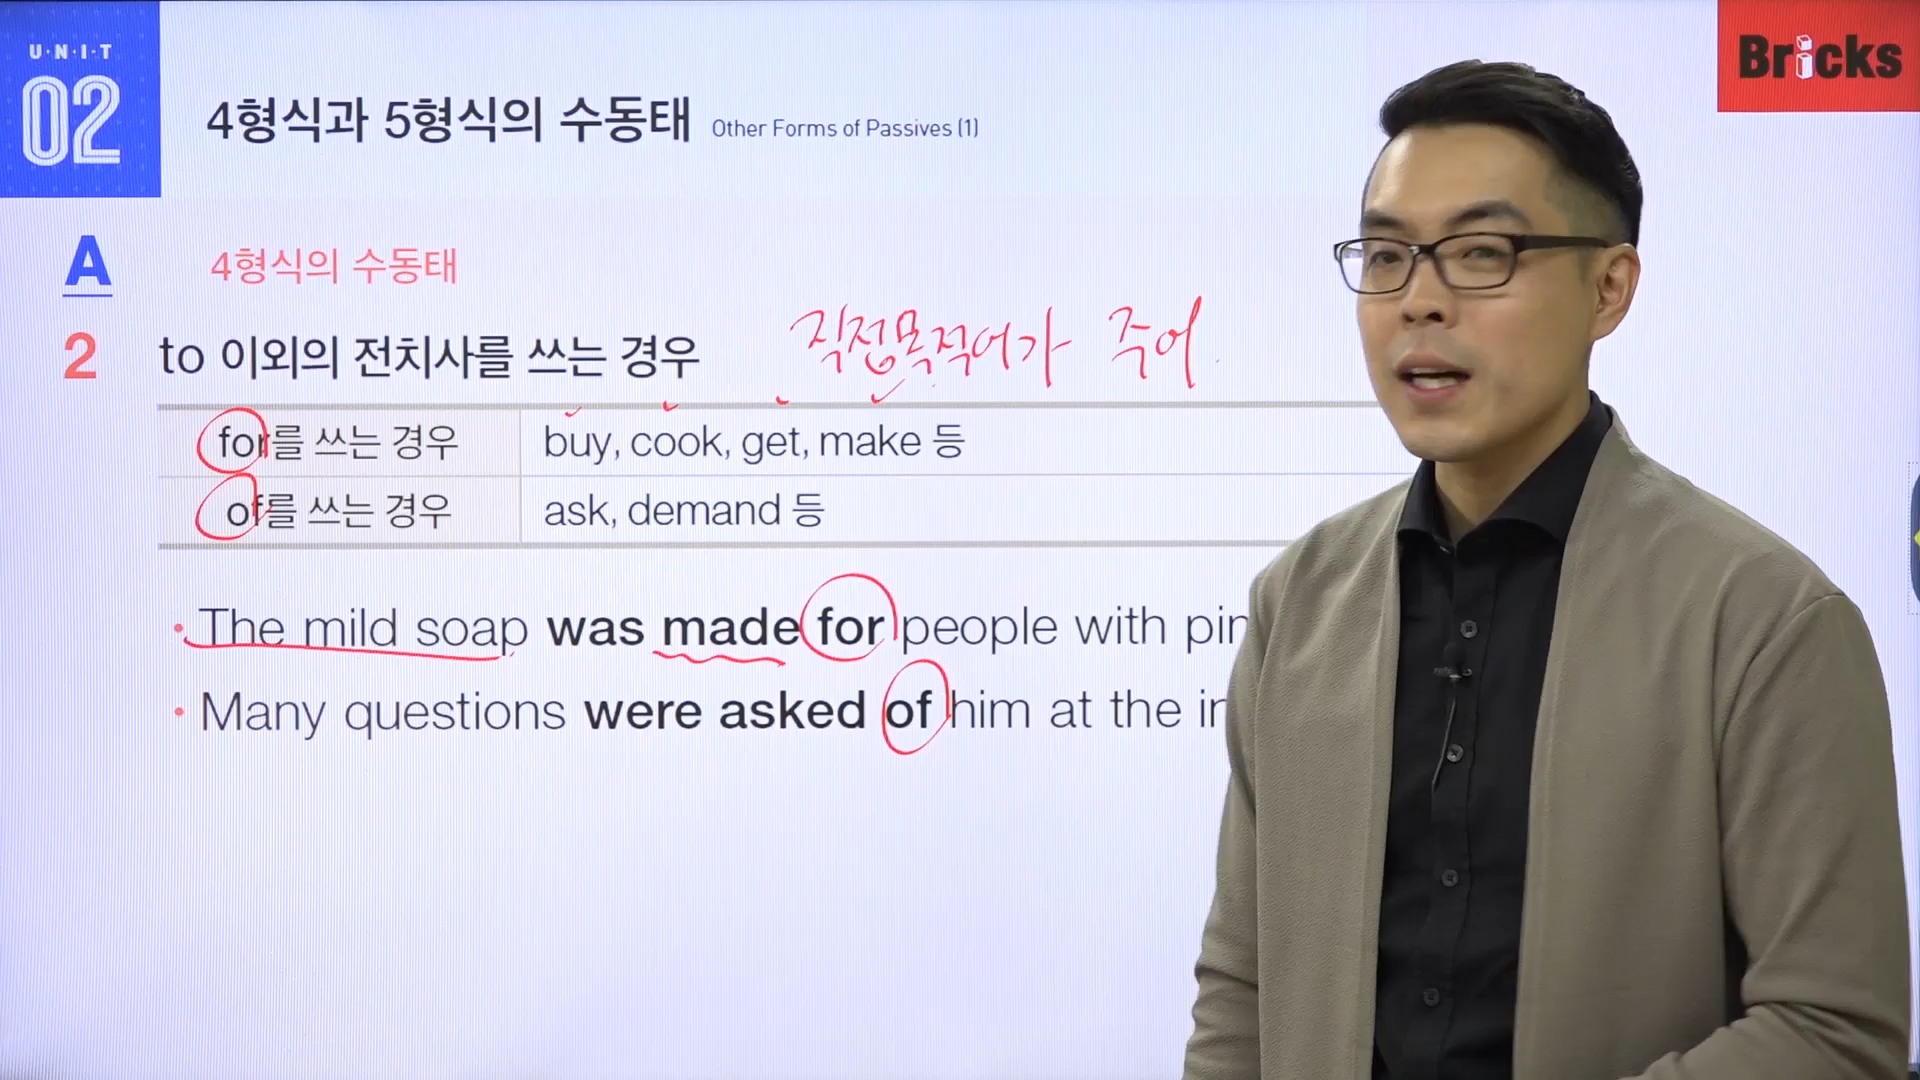 U·N·I·T
02
4형식과 5형식의 수동태 Other Forms of Passives (1)
Bricks
A 4형식의 수동태
2 to 이외의 전치사를 쓰는 경우 직접목적어가 주어
for를 쓰는 경우 buy, cook, get, make 등
of를 쓰는 경우 ask, demand 등
• The mild soap was made for people with
• Many questions were asked of him at the